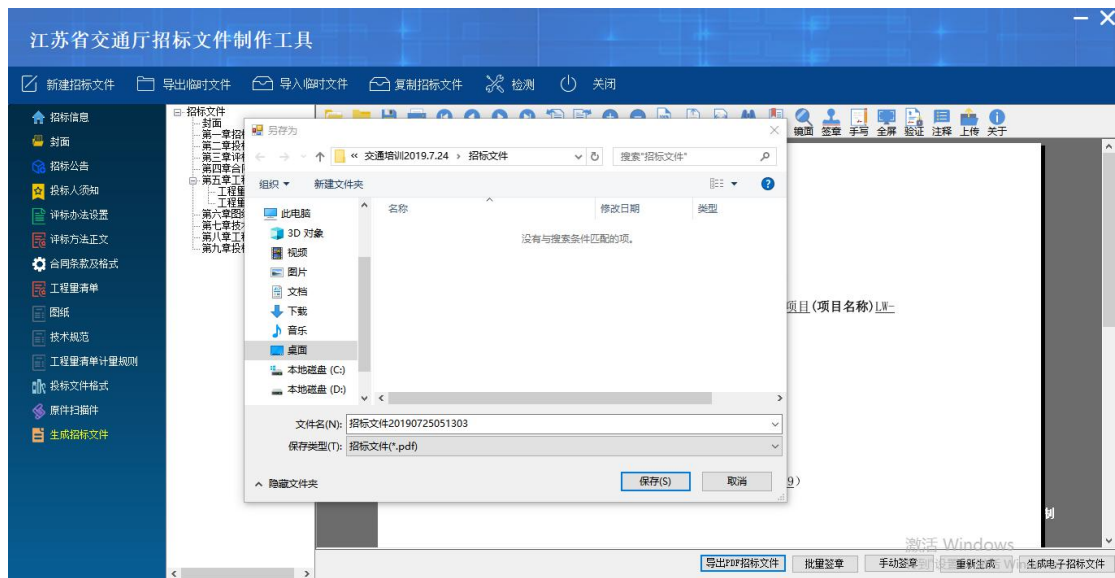 江苏省交通厅招标文件制作工具
新建招标文件 导出临时文件 导入临时文件 复制招标文件 检测 关闭
招标信息
封面
招标公告
投标人须知
评标办法设置
评标方法正文
合同条款及格式
工程量清单
图纸
技术规范
工程量清单计量规则
投标文件格式
原件扫描件
生成招标文件
招标文件
封面
第一章招
第二章投
第三章评
第四章合
第五章工
工程量
工程量
第六章图
第七章技
第八章工
第九章投
镜面 签章 手写 全屏 验证 注释 上传 关于
另存为
« 交通培训2019.7.24 › 招标文件
搜索"招标文件"
组织 新建文件夹
此电脑
3D 对象
视频
图片
文档
下载
音乐
桌面
本地磁盘 (C:)
本地磁盘 (D:)
名称 修改日期 类型
没有与搜索条件匹配的项。
文件名(N): 招标文件20190725051303
保存类型(T): 招标文件(*.pdf)
隐藏文件夹
保存(S) 取消
项目(项目名称)LW-
9)
制
激活 Windows
导出PDF招标文件 批量签章 手动签章 重新生成 生成电子招标文件